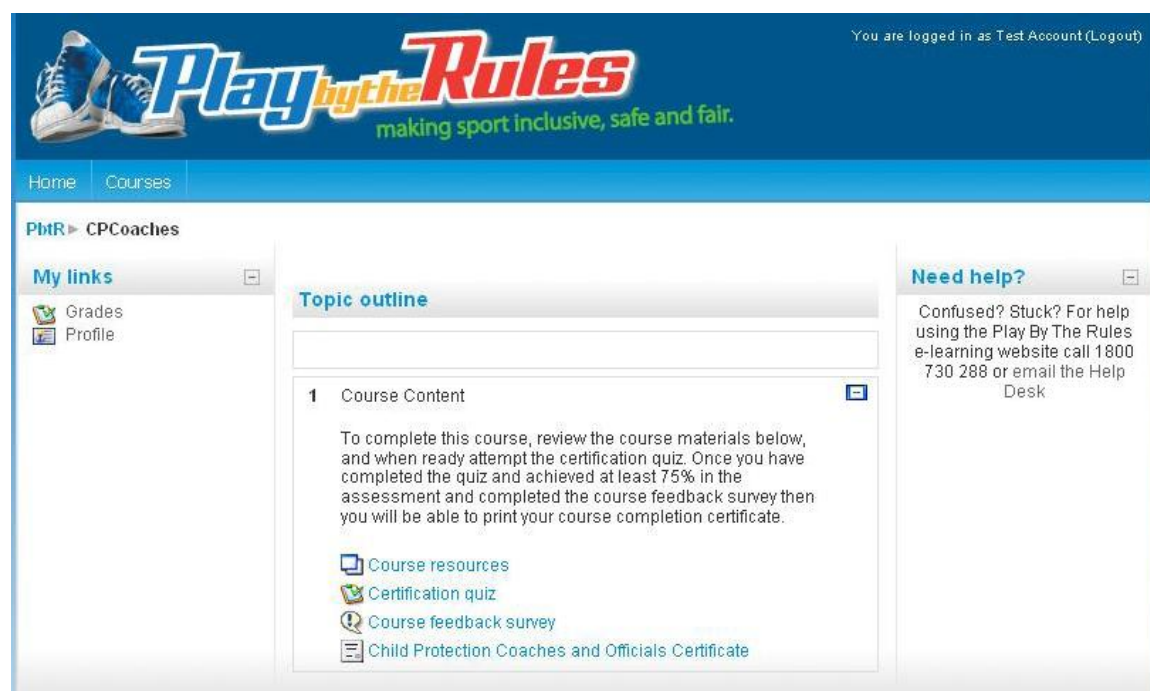 You are logged in as Test Account (Logout)
Play by the Rules
making sport inclusive, safe and fair.
Home
Courses
PbtR ► CPCoaches
My links
Grades
Profile
Topic outline
1 Course Content
To complete this course, review the course materials below,
and when ready attempt the certification quiz. Once you have
completed the quiz and achieved at least 75% in the
assessment and completed the course feedback survey then
you will be able to print your course completion certificate.
Course resources
Certification quiz
Course feedback survey
Child Protection Coaches and Officials Certificate
Need help?
Confused? Stuck? For help
using the Play By The Rules
e-learning website call 1800
730 288 or email the Help
Desk